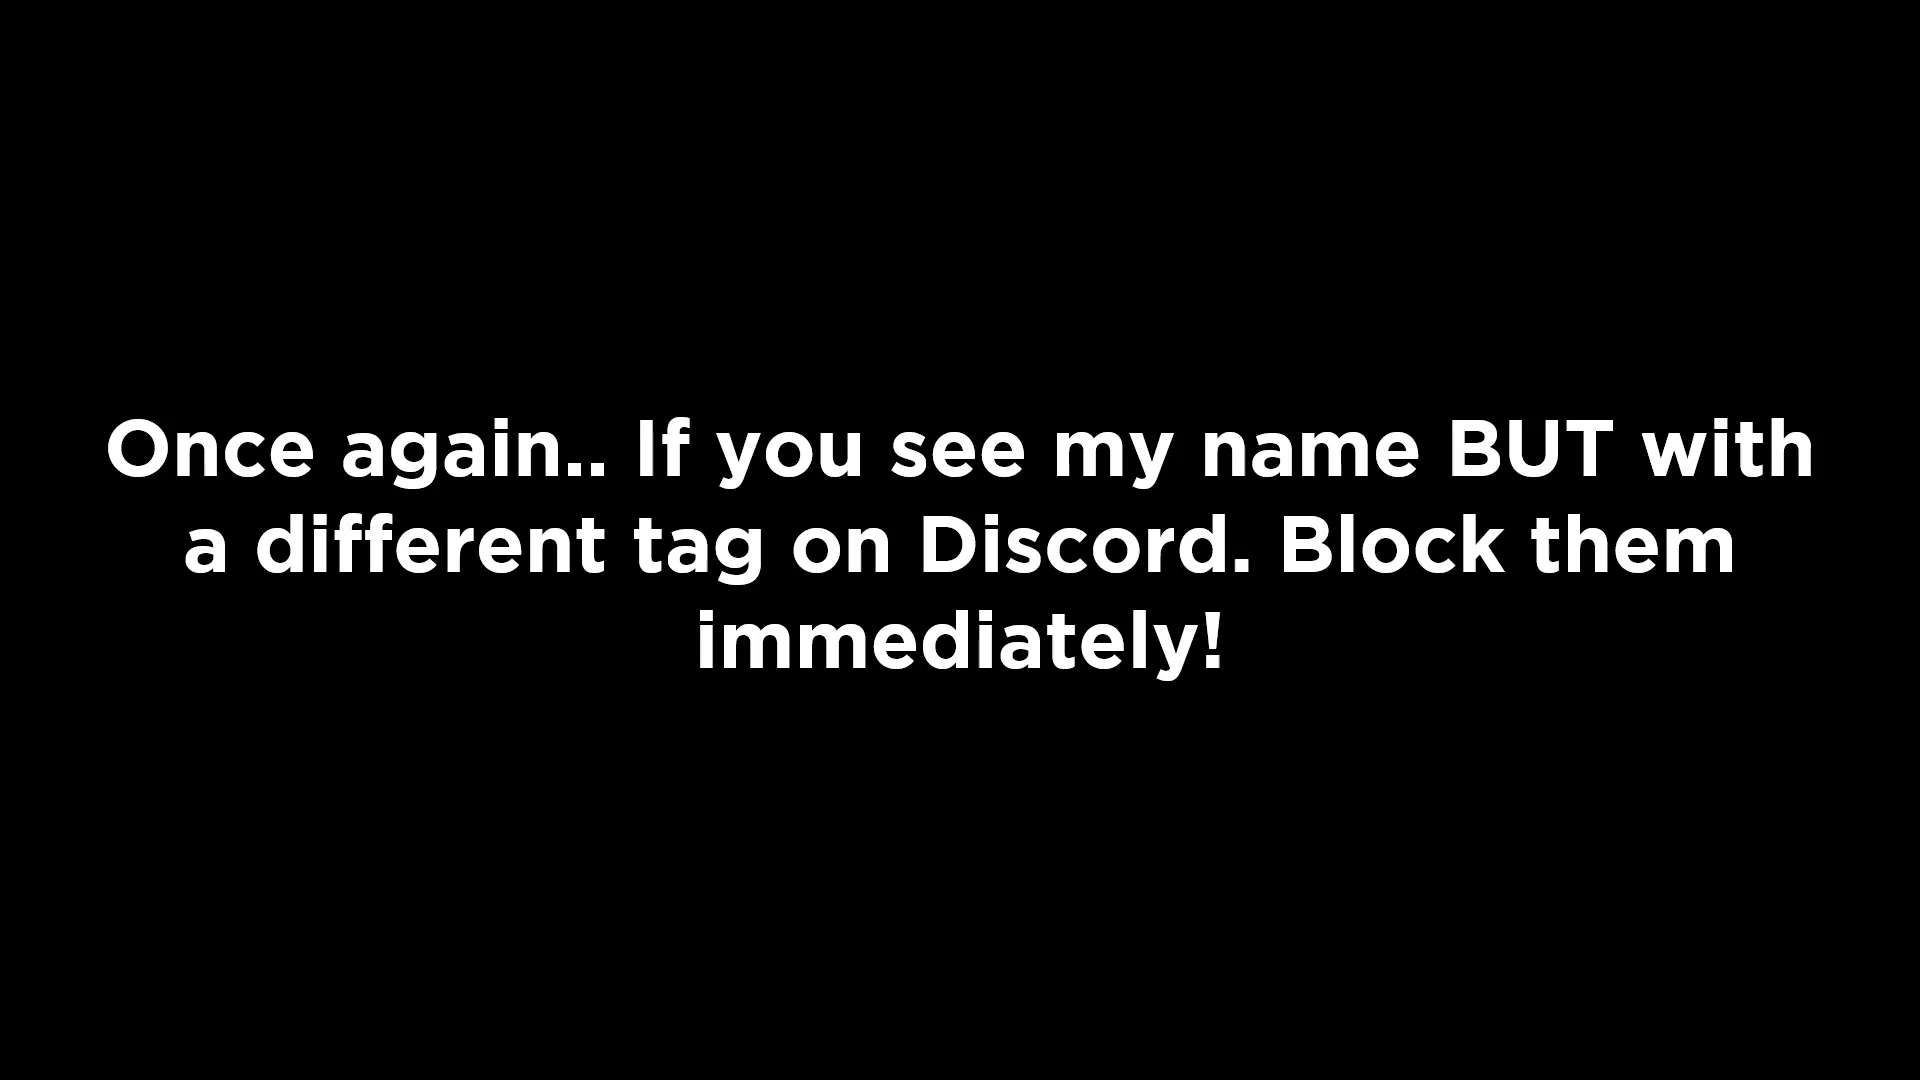 Once again.. If you see my name BUT with
a different tag on Discord. Block them
immediately!